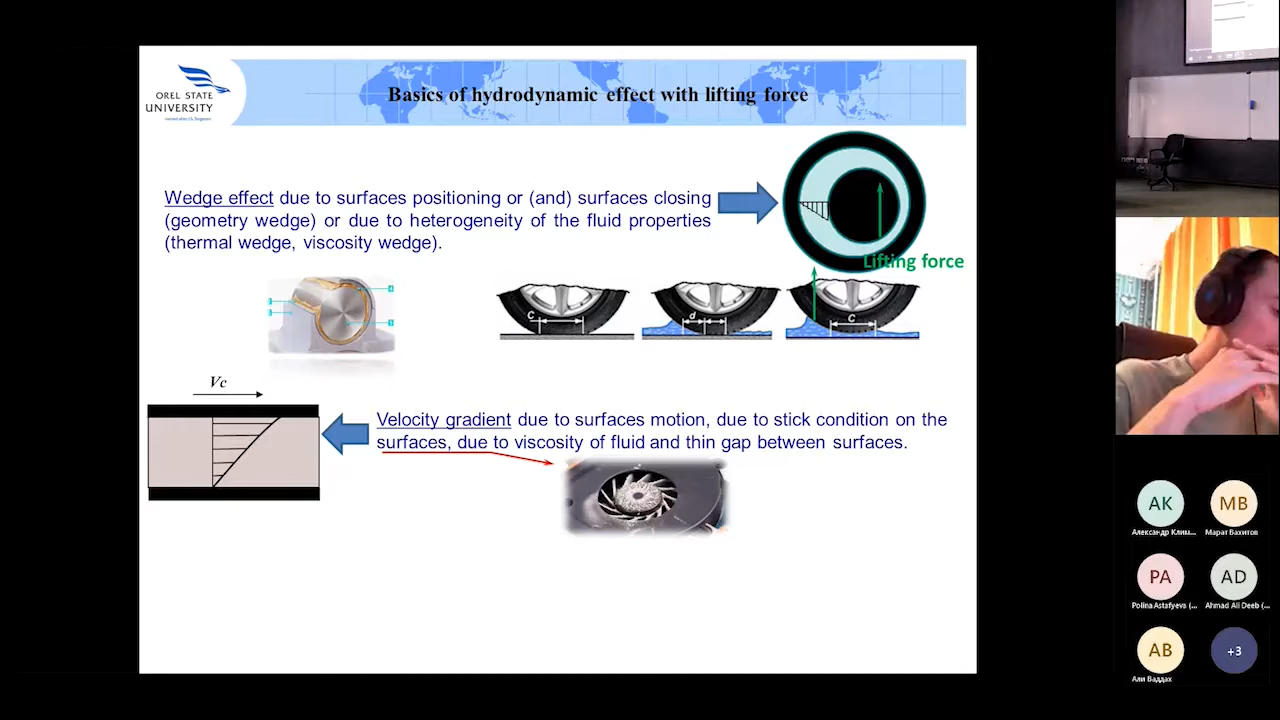 OREL STATE
UNIVERSITY
Basics of hydrodynamic effect with lifting force
Wedge effect due to surfaces positioning or (and) surfaces closing
(geometry wedge) or due to heterogeneity of the fluid properties
(thermal wedge, viscosity wedge).
Lifting force
C
d
C
Vc
Velocity gradient due to surfaces motion, due to stick condition on the
surfaces, due to viscosity of fluid and thin gap between surfaces.
AK
MB
Александр Клим...
Марат Вахитов
PA
AD
Polina Astafyeva (...
Ahmad Ali Deeb (...
AB
+3
Али Ваддах